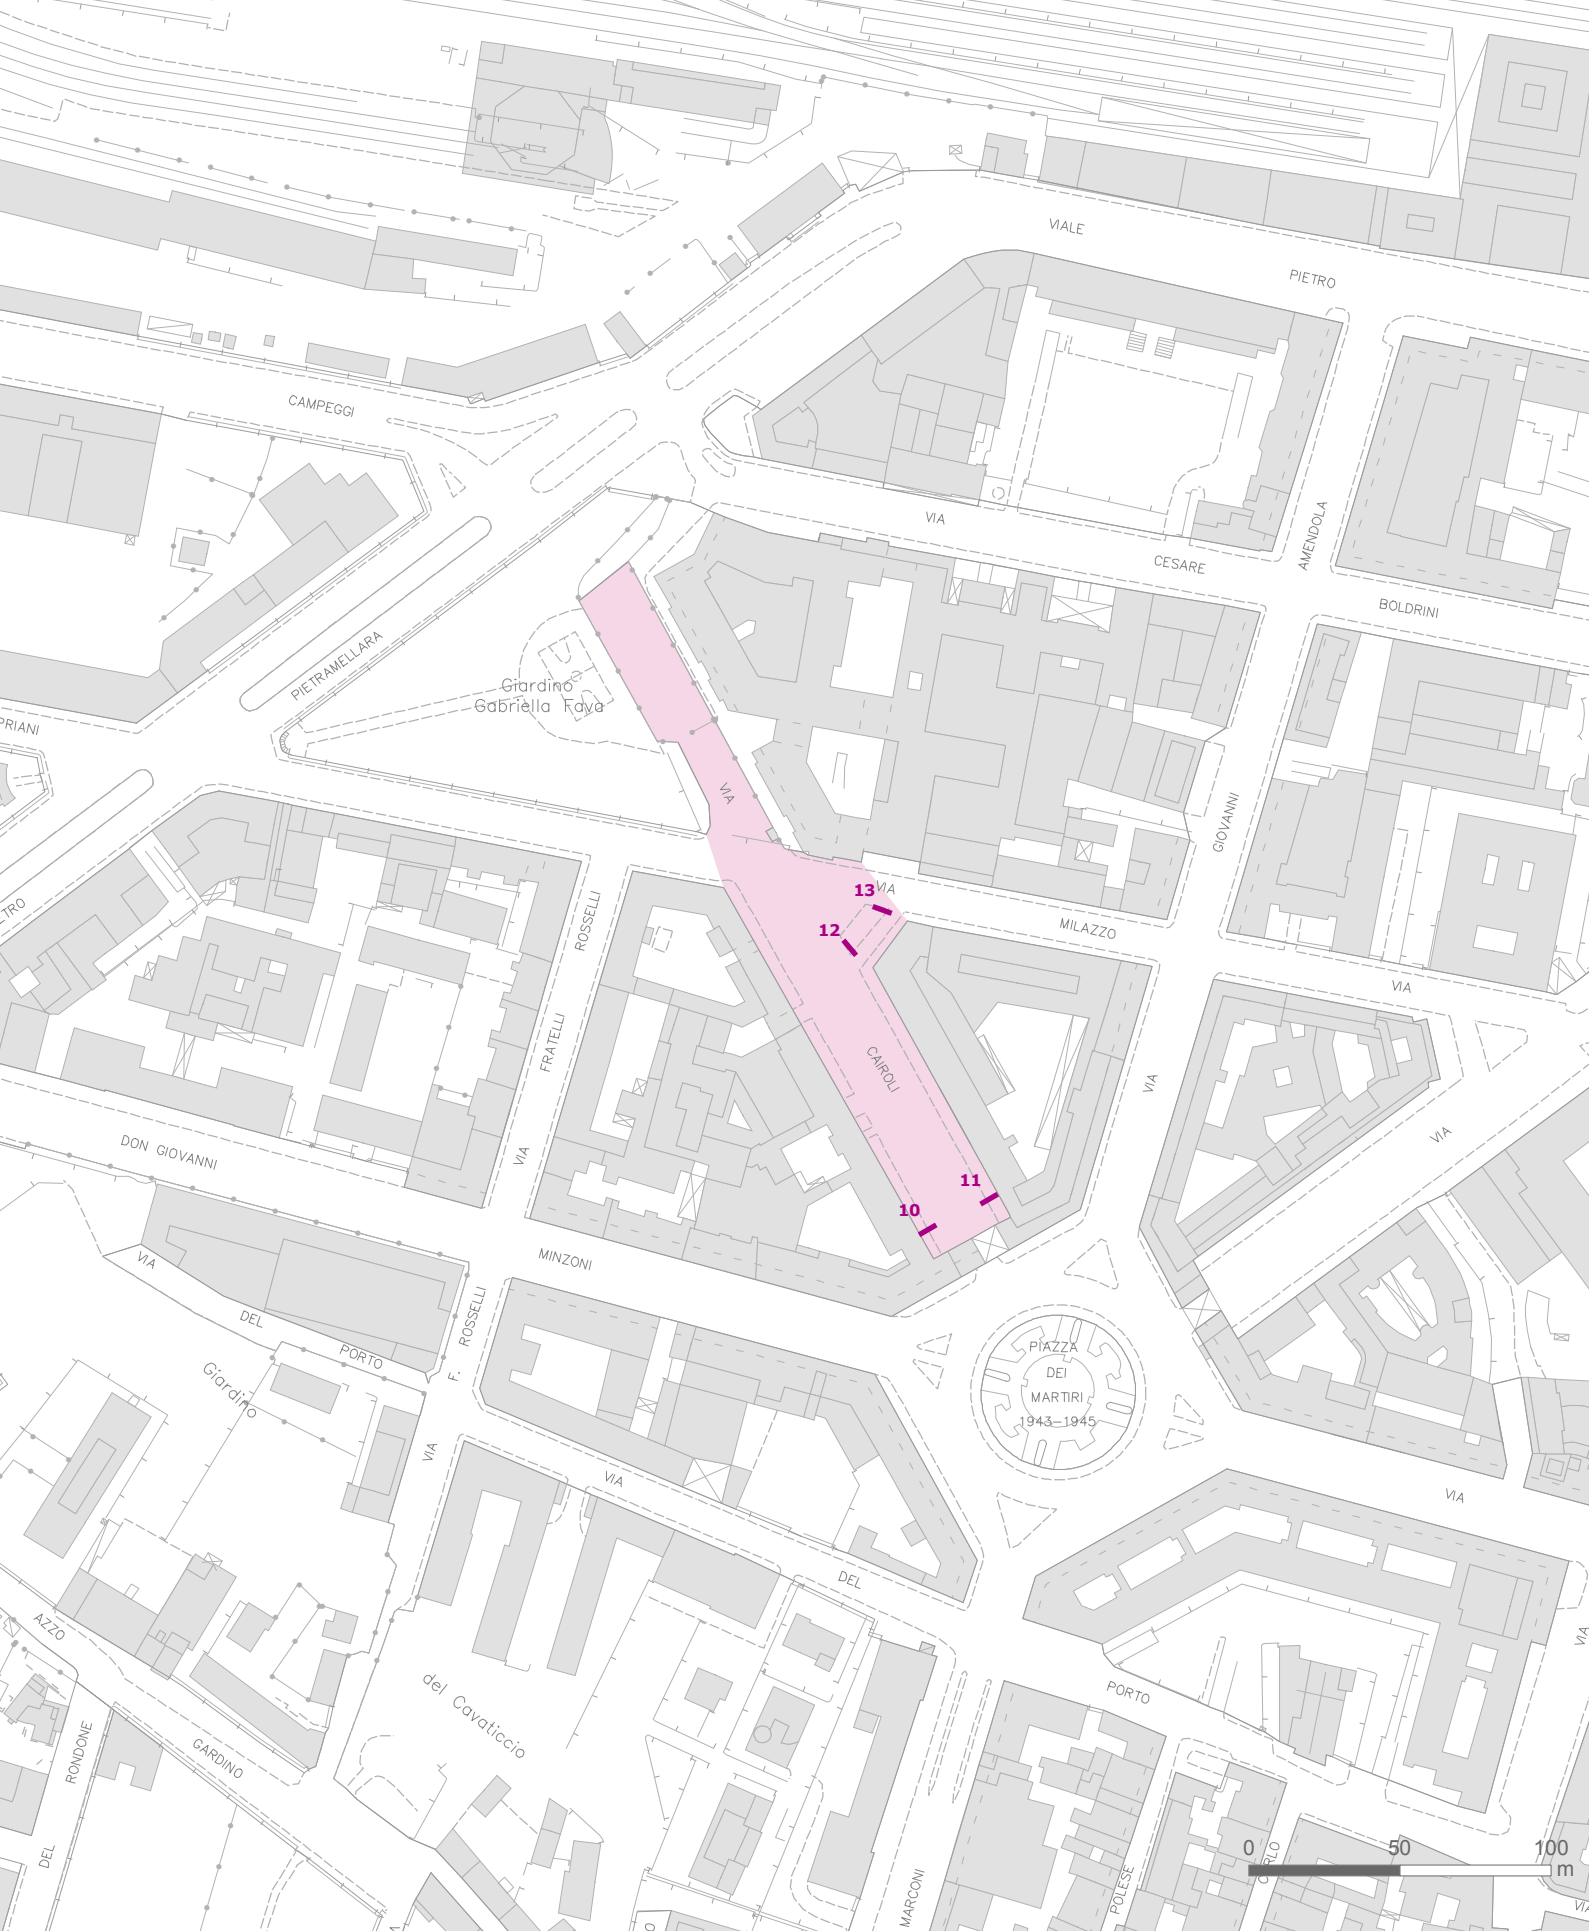 VIALE
PIETRO
CAMPEGGI
VIA
CESARE
AMENDOLA
BOLDRINI
PIETRAMELLARA
Giardino
Gabriella Fava
PRIANI
VIA
GIOVANNI
13
VIA
12
MILAZZO
TRO
ROSSELLI
VIA
FRATELLI
CAIROLI
VIA
VIA
DON GIOVANNI
VIA
11
10
MINZONI
VIA
DEL
PORTO
ROSSELLI
F.
PIAZZA
DEI
MARTIRI
1943-1945
Giardino
VIA
VIA
VIA
DEL
AZZO
VIA
del Cavaticcio
PORTO
RONDONE
GARDINO
DEL
MARCONI
POLESE
0
50
100
m